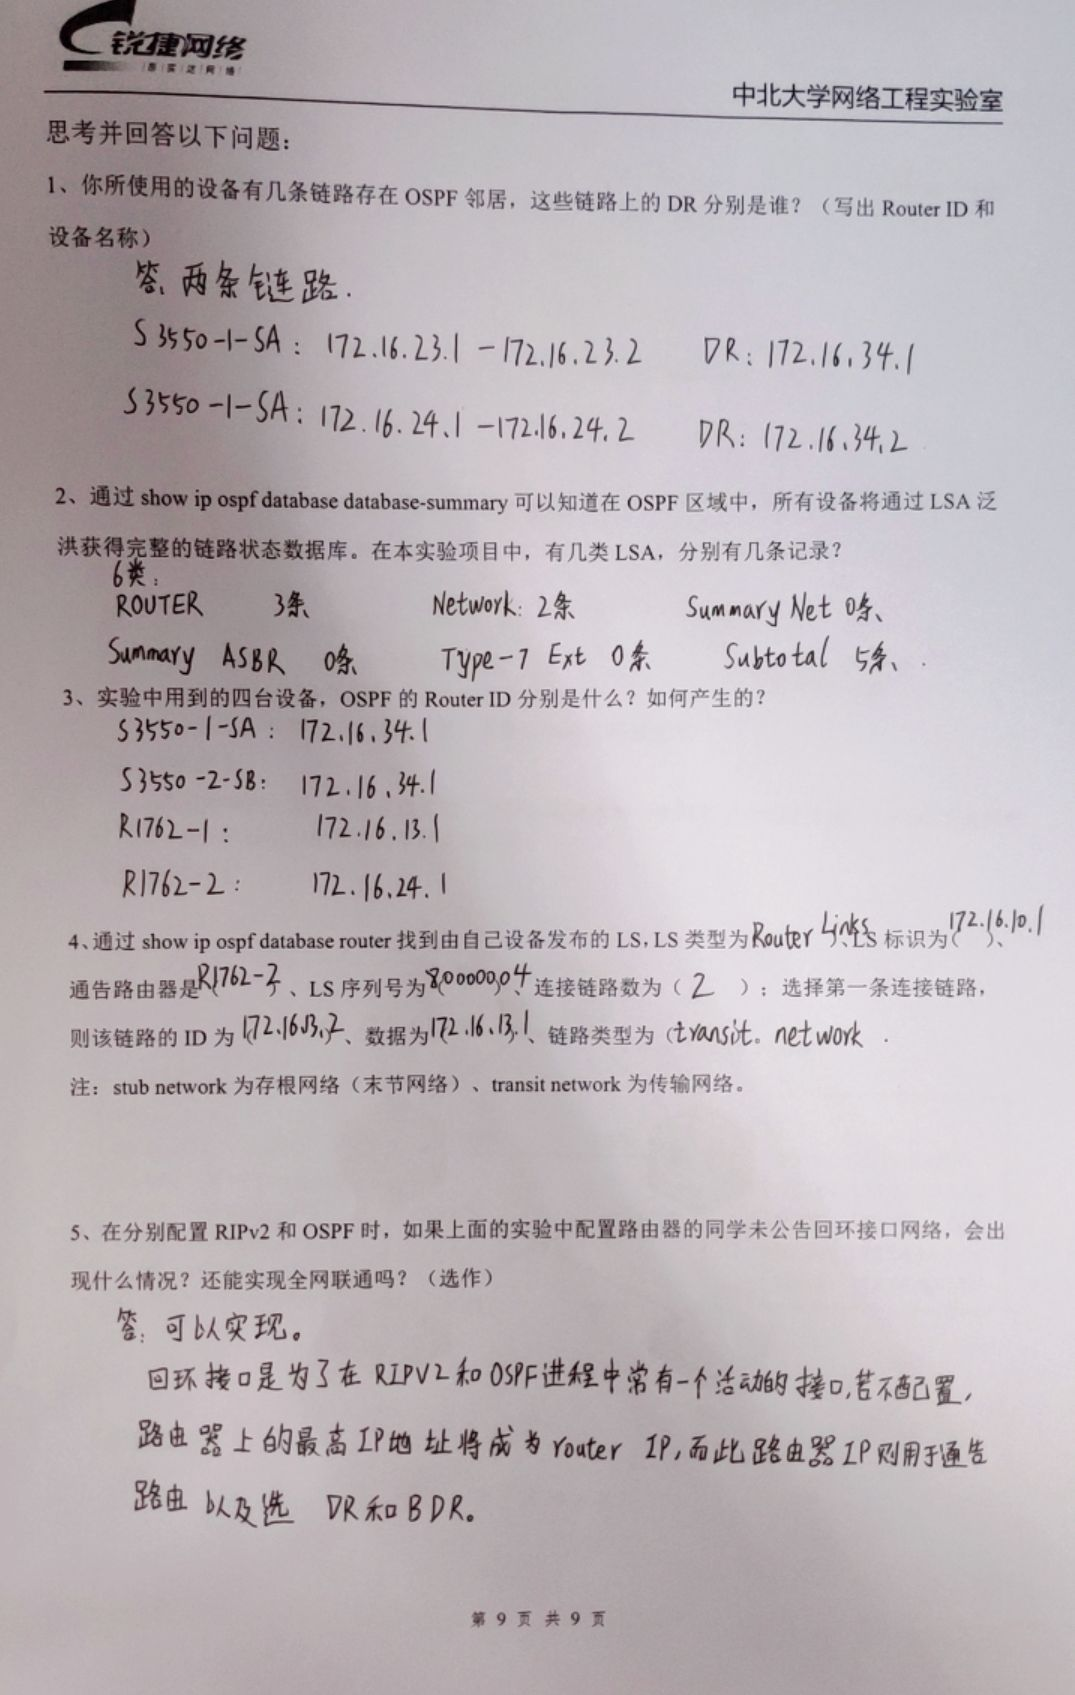 锐捷网络
中北大学网络工程实验室
思考并回答以下问题：
1、你所使用的设备有几条链路存在 OSPF 邻居，这些链路上的 DR 分别是谁？（写出 Router ID 和
设备名称）
答、两条链路.
S3550-1-SA： 172.16.23.1 -172.16.23.2 DR：172.16.34.1
S3550-1-SA：172.16.24.1 -172.16.24.2 DR：172.16.34.2
2、通过 show ip ospf database database-summary 可以知道在 OSPF 区域中，所有设备将通过 LSA 泛
洪获得完整的链路状态数据库。在本实验项目中，有几类 LSA，分别有几条记录？
6类：
ROUTER 3条 Network: 2条 Summary Net 0条、
Summary ASBR 0条 Type-7 Ext 0条 Subtotal 5条、.
3、实验中用到的四台设备，OSPF 的 Router ID 分别是什么？如何产生的？
S3550-1-SA： 172.16.34.1
S3550-2-SB： 172.16.34.1
R1762-1： 172.16.13.1
R1762-2： 172.16.24.1
4、通过 show ip ospf database router 找到由自己设备发布的 LS，LS 类型为 Router Links、LS 标识为（172.16.10.1）、
通告路由器是 R1762-2、LS 序列号为 80000004、连接链路数为（ 2 ）；选择第一条连接链路，
则该链路的 ID 为 172.16.13.2、数据为 172.16.13.1、链路类型为（transit。network .
注：stub network 为存根网络（末节网络）、transit network 为传输网络。
5、在分别配置 RIPv2 和 OSPF 时，如果上面的实验中配置路由器的同学未公告回环接口网络，会出
现什么情况？还能实现全网联通吗？（选作）
答：可以实现。
回环接口是为了在 RIPV2和 OSPF进程中常有一个活动的接口,若不配置,
路由器上的最高IP地址将成为router IP,而此路由器IP则用于通告
路由以及选 DR和BDR。
第 9 页 共 9 页